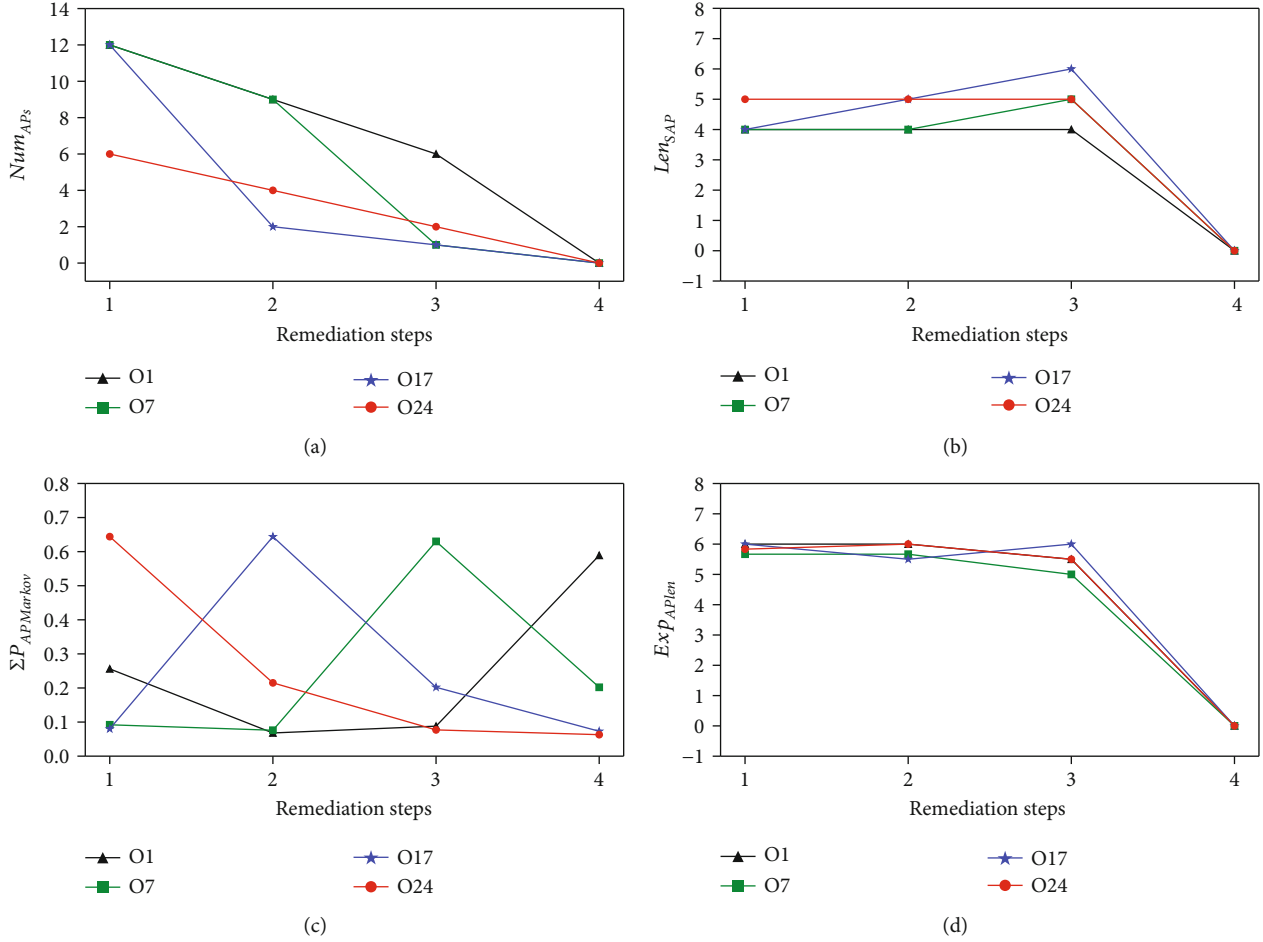 14
12
10
8
6
4
2
0
Num_APs
1 2 3 4
Remediation steps
O1 O17
O7 O24
(a)
8
7
6
5
4
3
2
1
0
−1
Len_SAP
1 2 3 4
Remediation steps
O1 O17
O7 O24
(b)
0.8
0.7
0.6
0.5
0.4
0.3
0.2
0.1
0.0
ΣP_APMarkov
1 2 3 4
Remediation steps
O1 O17
O7 O24
(c)
8
7
6
5
4
3
2
1
0
−1
Exp_APlen
1 2 3 4
Remediation steps
O1 O17
O7 O24
(d)